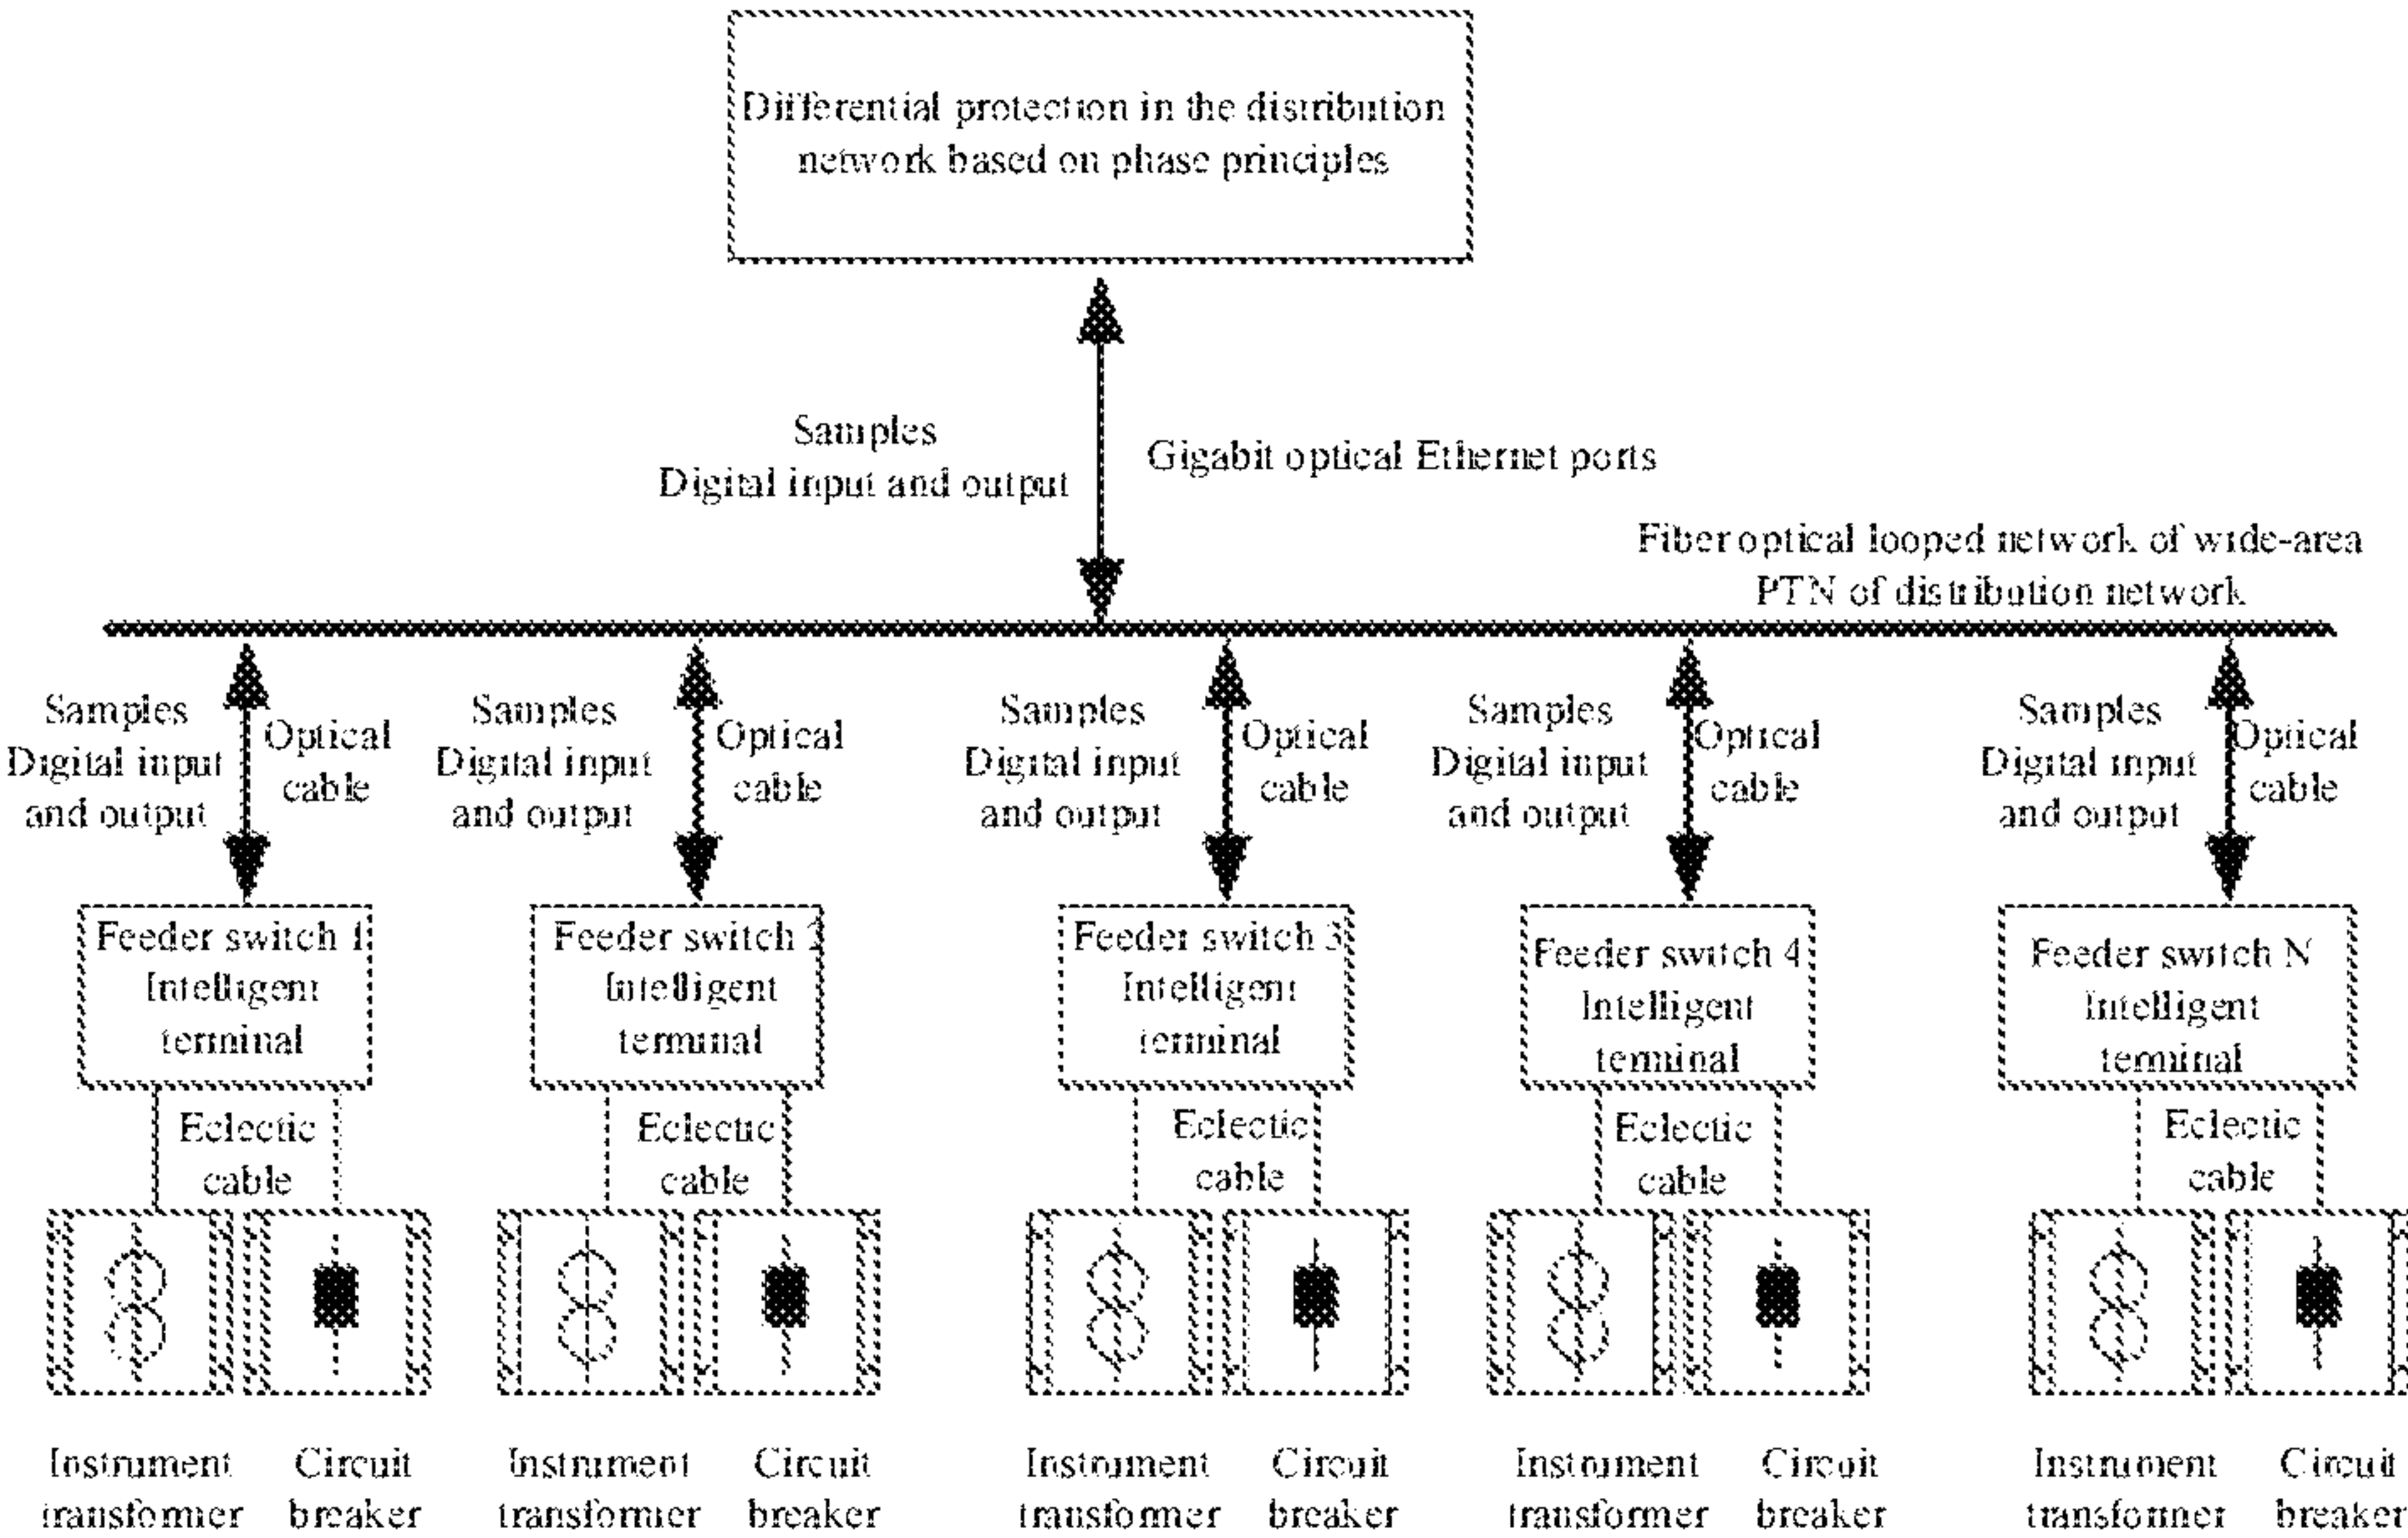 Differential protection in the distribution
network based on phase principles
Samples
Digital input and output
Gigabit optical Ethernet ports
Fiber optical looped network of wide-area
PTN of distribution network
Samples
Digital input
and output
Optical
cable
Samples
Digital input
and output
Optical
cable
Samples
Digital input
and output
Optical
cable
Samples
Digital input
and output
Optical
cable
Samples
Digital input
and output
Optical
cable
Feeder switch 1
Intelligent
terminal
Feeder switch 2
Intelligent
terminal
Feeder switch 3
Intelligent
terminal
Feeder switch 4
Intelligent
terminal
Feeder switch N
Intelligent
terminal
Eclectic
cable
Eclectic
cable
Eclectic
cable
Eclectic
cable
Eclectic
cable
Instrument
transformer
Circuit
breaker
Instrument
transformer
Circuit
breaker
Instrument
transformer
Circuit
breaker
Instrument
transformer
Circuit
breaker
Instrument
transformer
Circuit
breaker